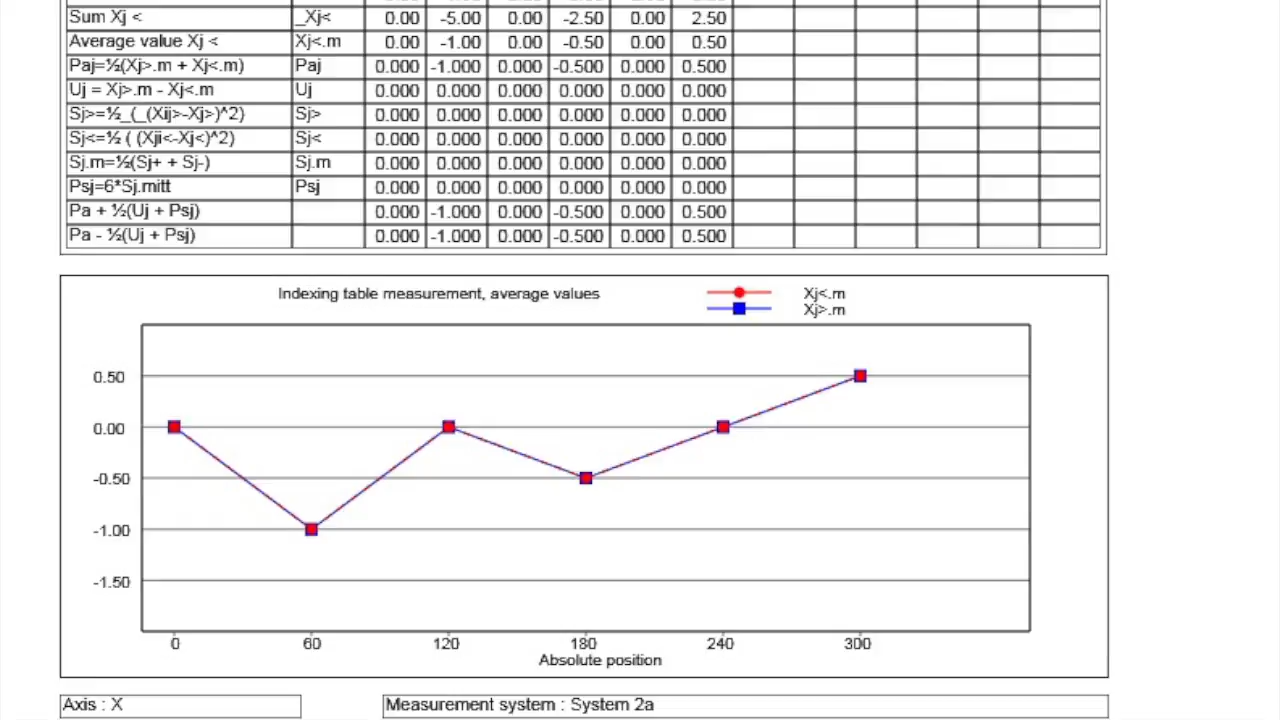 Sum Xj < _Xj< 0.00 -5.00 0.00 -2.50 0.00 2.50
Average value Xj < Xj<.m 0.00 -1.00 0.00 -0.50 0.00 0.50
Paj=½(Xj>.m + Xj<.m) Paj 0.000 -1.000 0.000 -0.500 0.000 0.500
Uj = Xj>.m - Xj<.m Uj 0.000 0.000 0.000 0.000 0.000 0.000
Sj>=½_(_(Xij>-Xj>)^2) Sj> 0.000 0.000 0.000 0.000 0.000 0.000
Sj<=½ ( (Xji<-Xj<)^2) Sj< 0.000 0.000 0.000 0.000 0.000 0.000
Sj.m=½(Sj+ + Sj-) Sj.m 0.000 0.000 0.000 0.000 0.000 0.000
Psj=6*Sj.mitt Psj 0.000 0.000 0.000 0.000 0.000 0.000
Pa + ½(Uj + Psj) 0.000 -1.000 0.000 -0.500 0.000 0.500
Pa - ½(Uj + Psj) 0.000 -1.000 0.000 -0.500 0.000 0.500
Indexing table measurement, average values
Xj<.m
Xj>.m
0.50
0.00
-0.50
-1.00
-1.50
0 60 120 180 240 300
Absolute position
Axis : X
Measurement system : System 2a